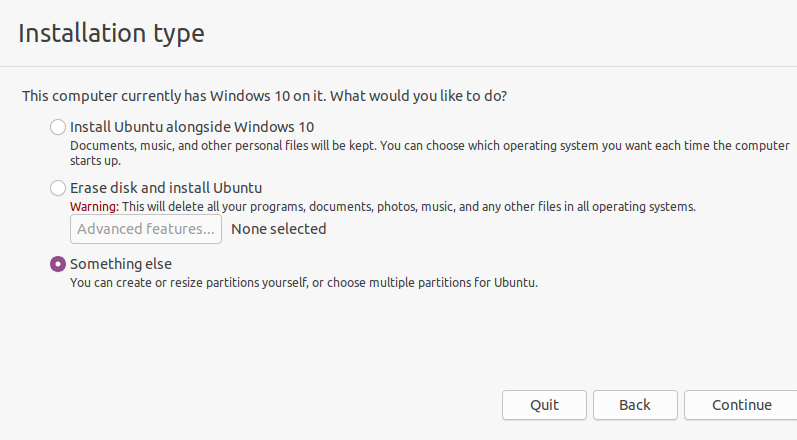 Installation type
This computer currently has Windows 10 on it. What would you like to do?
Install Ubuntu alongside Windows 10
Documents, music, and other personal files will be kept. You can choose which operating system you want each time the computer
starts up.
Erase disk and install Ubuntu
Warning: This will delete all your programs, documents, photos, music, and any other files in all operating systems.
Advanced features... None selected
Something else
You can create or resize partitions yourself, or choose multiple partitions for Ubuntu.
Quit Back Continue